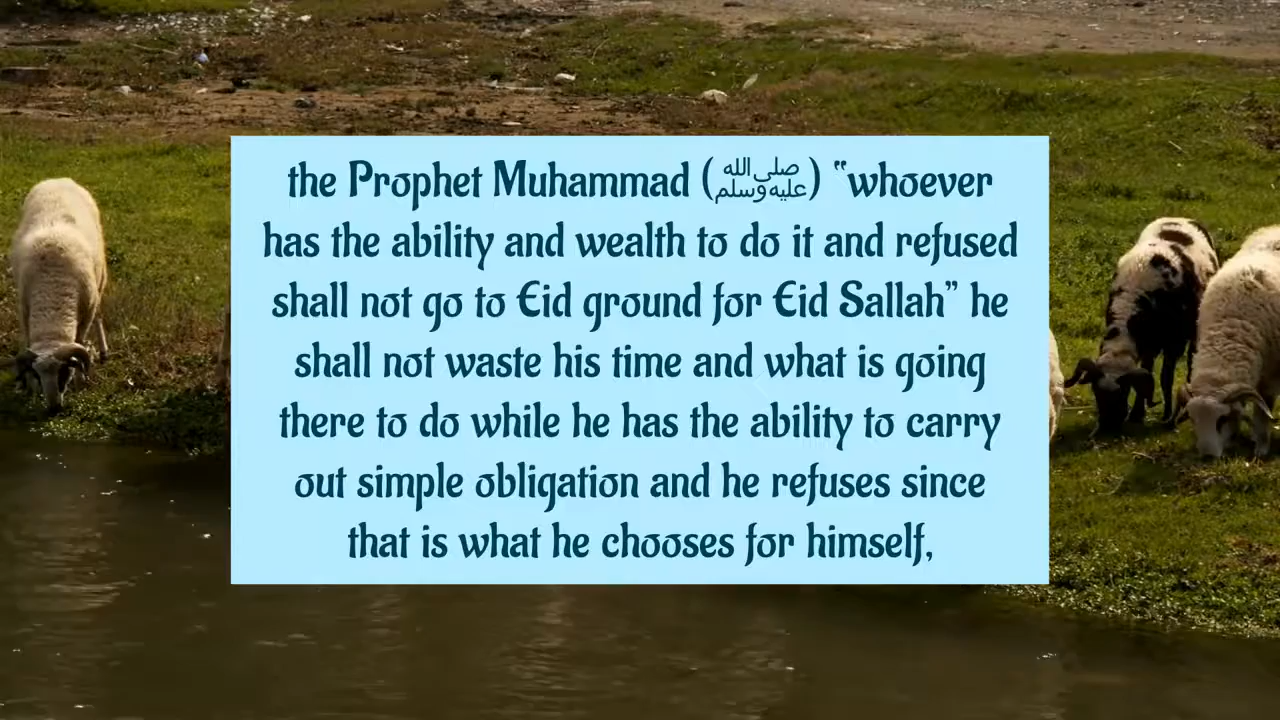 the Prophet Muhammad (صلى الله عليه وسلم) “whoever
has the ability and wealth to do it and refused
shall not go to Eid ground for Eid Sallah” he
shall not waste his time and what is going
there to do while he has the ability to carry
out simple obligation and he refuses since
that is what he chooses for himself,